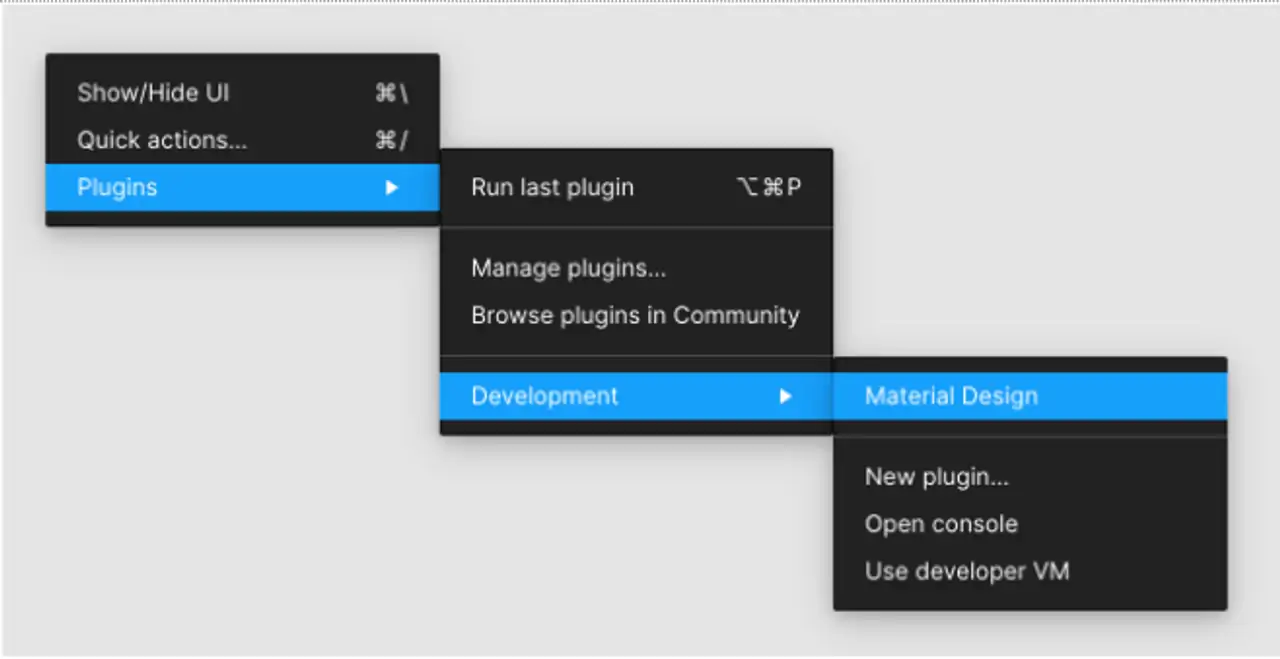 Show/Hide UI ⌘\
Quick actions... ⌘/
Plugins ▶
Run last plugin ⌥⌘P
Manage plugins...
Browse plugins in Community
Development ▶
Material Design
New plugin...
Open console
Use developer VM